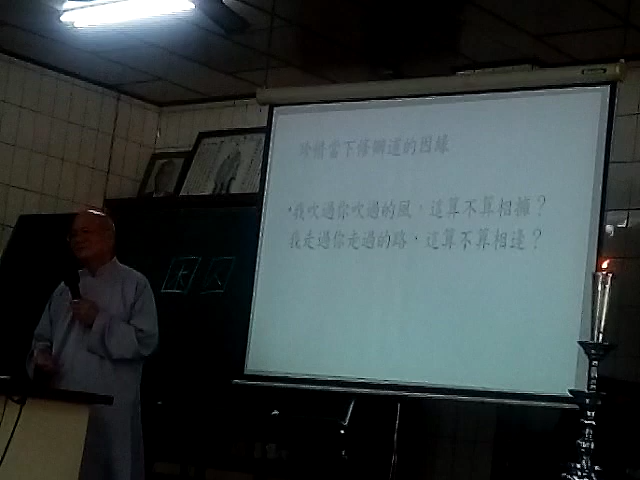 珍惜當下修辦道的因緣
•我吹過你吹過的風，這算不算相擁？
我走過你走過的路，這算不算相逢？